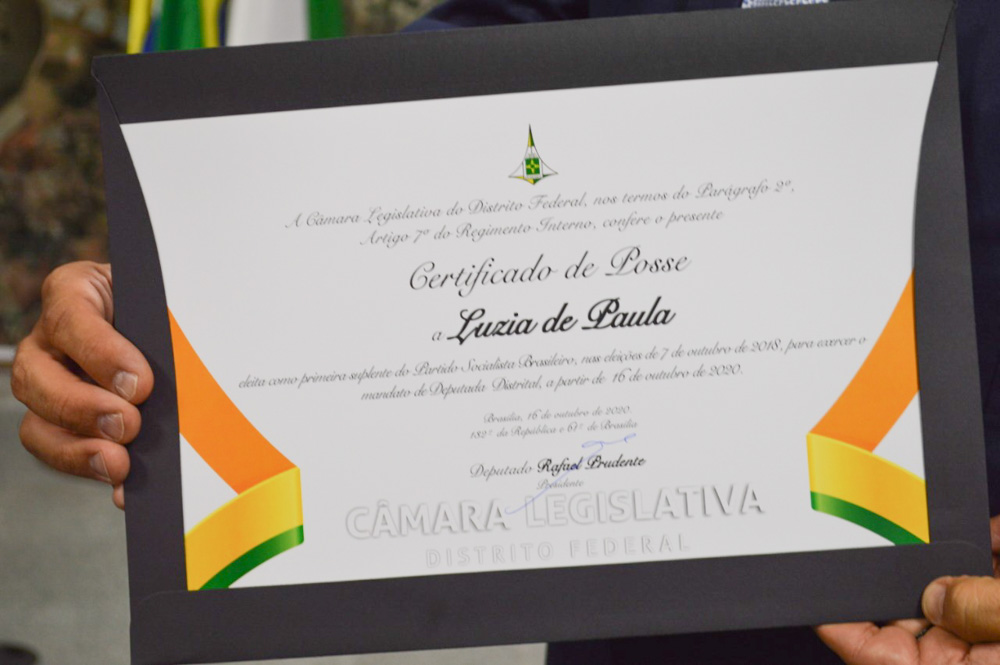 A Câmara Legislativa do Distrito Federal, nos termos do Parágrafo 2º,
Artigo 7º do Regimento Interno, confere o presente
Certificado de Posse
a Luzia de Paula
eleita como primeira suplente do Partido Socialista Brasileiro, nas eleições de 7 de outubro de 2018, para exercer o
mandato de Deputada Distrital, a partir de 16 de outubro de 2020.
Brasília, 16 de outubro de 2020.
132º da República e 61º de Brasília
Deputado Rafael Prudente
Presidente
CÂMARA LEGISLATIVA
DISTRITO FEDERAL